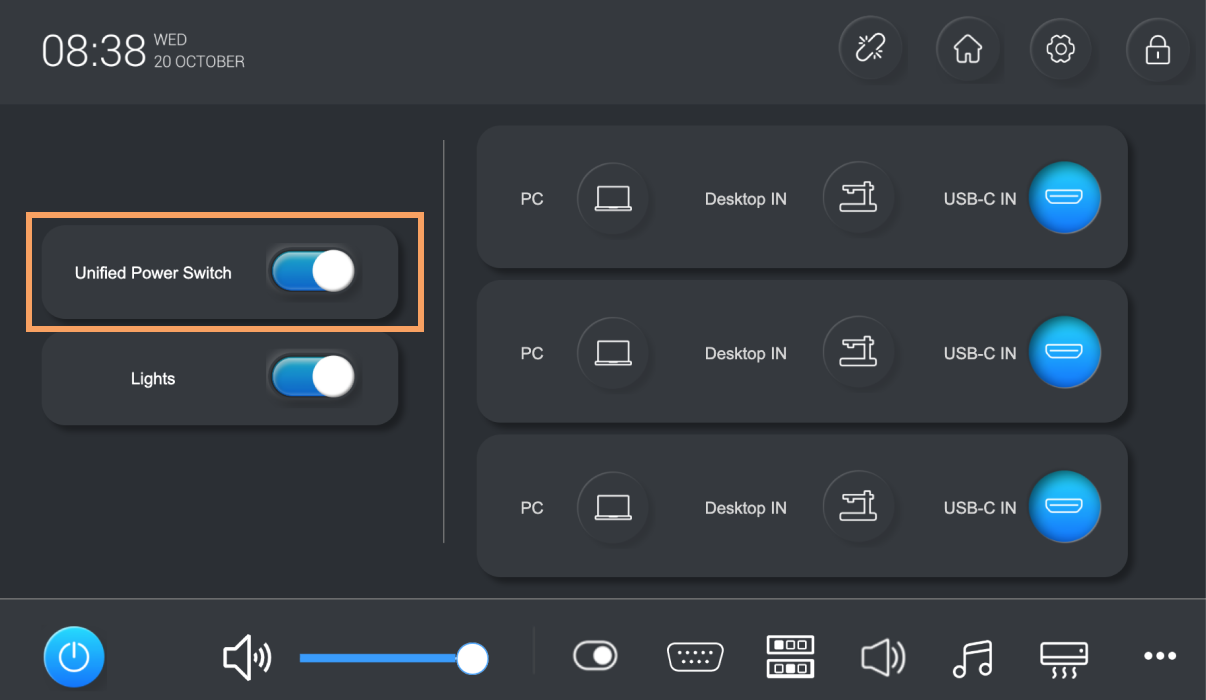 08:38
WED
20 OCTOBER
Unified Power Switch
Lights
PC Desktop IN USB-C IN
PC Desktop IN USB-C IN
PC Desktop IN USB-C IN